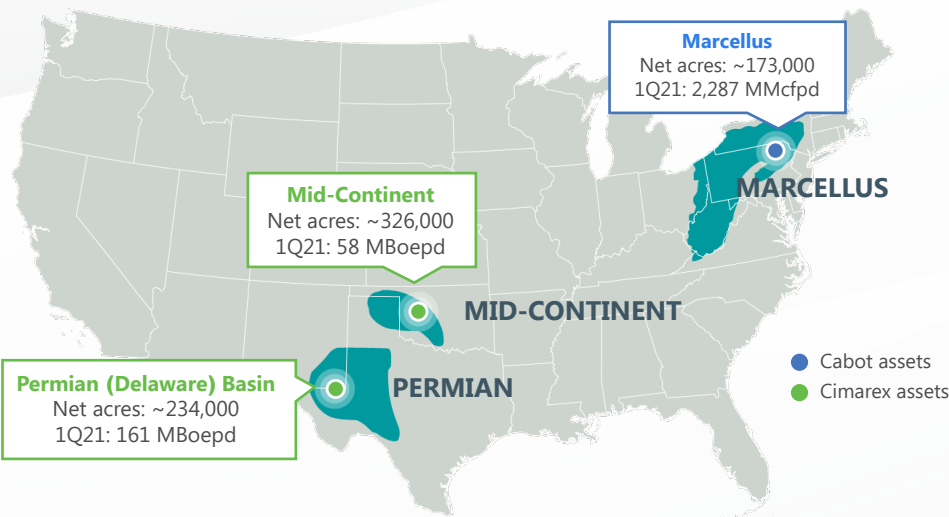 Marcellus
Net acres: ~173,000
1Q21: 2,287 MMcfpd
MARCELLUS
Mid-Continent
Net acres: ~326,000
1Q21: 58 MBoepd
MID-CONTINENT
Permian (Delaware) Basin
Net acres: ~234,000
1Q21: 161 MBoepd
PERMIAN
Cabot assets
Cimarex assets